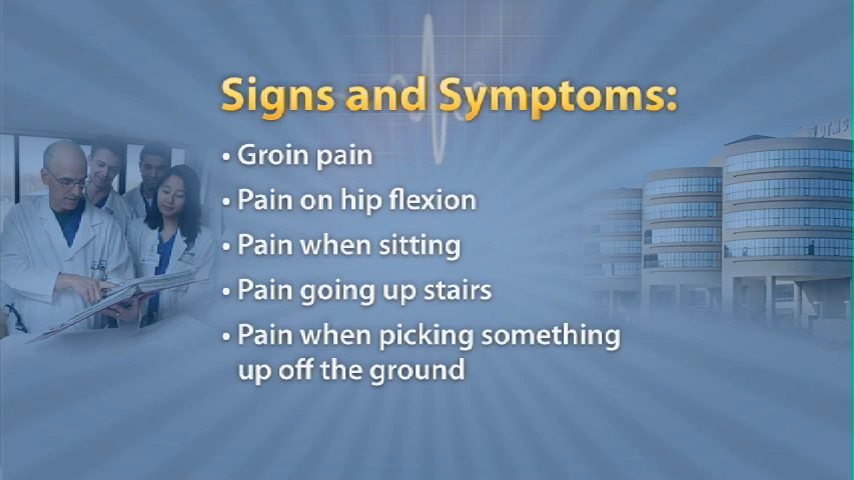 Signs and Symptoms:
• Groin pain
• Pain on hip flexion
• Pain when sitting
• Pain going up stairs
• Pain when picking something
up off the ground